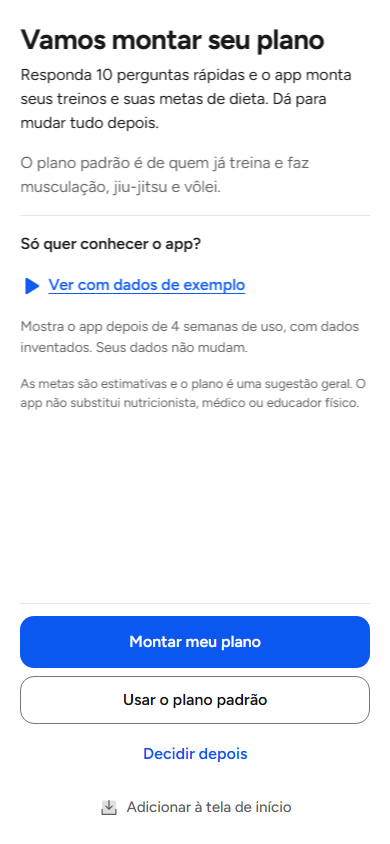 Vamos montar seu plano
Responda 10 perguntas rápidas e o app monta
seus treinos e suas metas de dieta. Dá para
mudar tudo depois.
O plano padrão é de quem já treina e faz
musculação, jiu-jitsu e vôlei.
Só quer conhecer o app?
Ver com dados de exemplo
Mostra o app depois de 4 semanas de uso, com dados
inventados. Seus dados não mudam.
As metas são estimativas e o plano é uma sugestão geral. O
app não substitui nutricionista, médico ou educador físico.
Montar meu plano
Usar o plano padrão
Decidir depois
Adicionar à tela de início